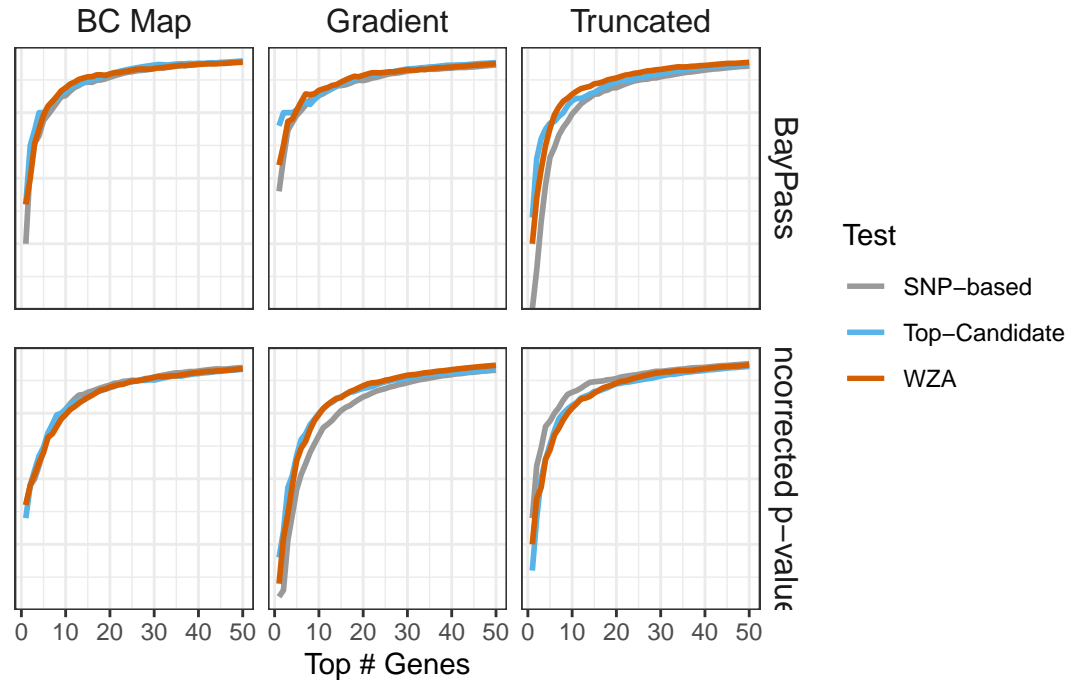 BC Map
Gradient
Truncated
BayPass
ncorrected p−value
Test
SNP−based
Top−Candidate
WZA
0 10 20 30 40 50
0 10 20 30 40 50
0 10 20 30 40 50
Top # Genes